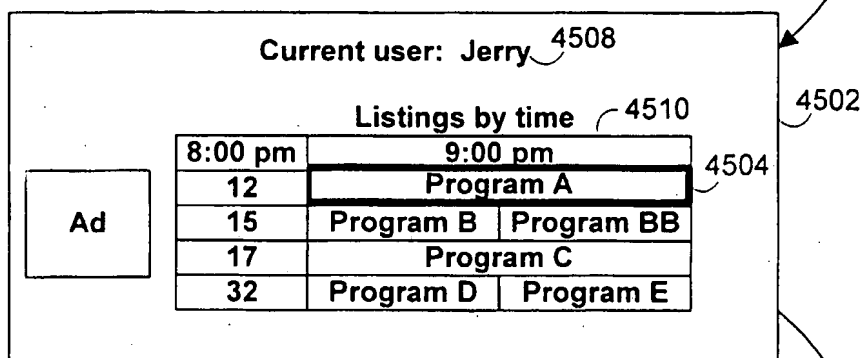 Current user: Jerry 4508
Listings by time 4510
4502
8:00 pm 9:00 pm
4504
12 Program A
Ad
15 Program B Program BB
17 Program C
32 Program D Program E